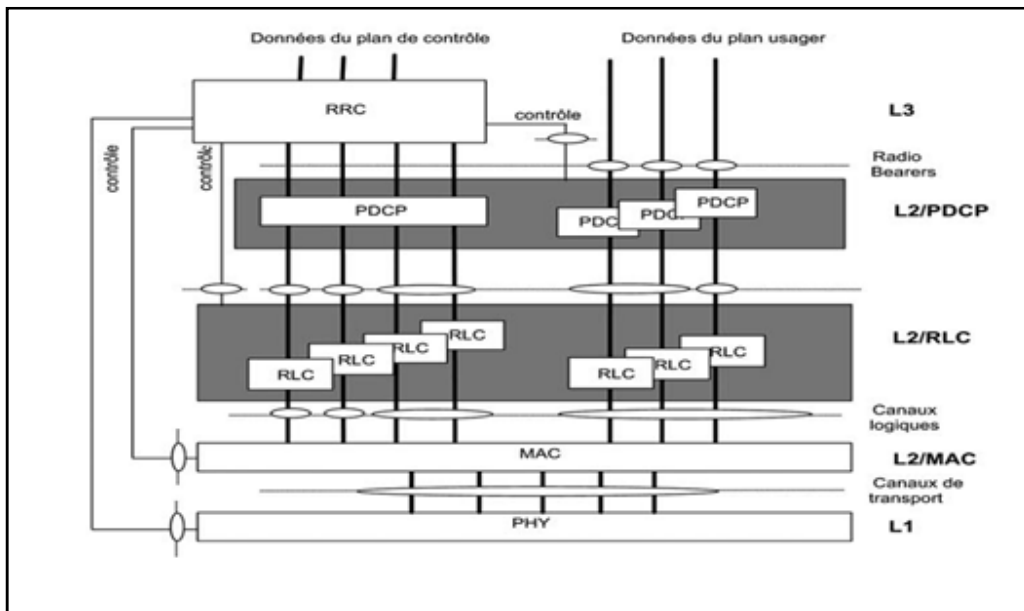 Données du plan de contrôle
Données du plan usager
RRC
L3
contrôle
contrôle
contrôle
Radio
Bearers
PDCP
PDCP
PDCP
PDCP
L2/PDCP
RLC
RLC
RLC
RLC
RLC
RLC
RLC
L2/RLC
Canaux
logiques
MAC
L2/MAC
Canaux de
transport
PHY
L1